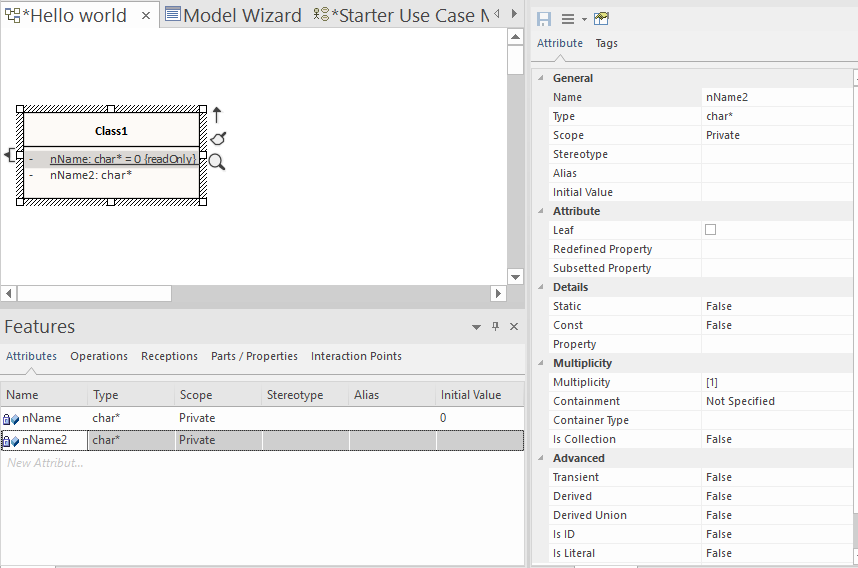 *Hello world
Model Wizard
*Starter Use Case M
Class1
- nName: char* = 0 {readOnly}
- nName2: char*
Features
Attributes Operations Receptions Parts / Properties Interaction Points
Name Type Scope Stereotype Alias Initial Value
nName char* Private 0
nName2 char* Private
New Attribut...
Attribute Tags
General
Name nName2
Type char*
Scope Private
Stereotype
Alias
Initial Value
Attribute
Leaf
Redefined Property
Subsetted Property
Details
Static False
Const False
Property
Multiplicity
Multiplicity [1]
Containment Not Specified
Container Type
Is Collection False
Advanced
Transient False
Derived False
Derived Union False
Is ID False
Is Literal False